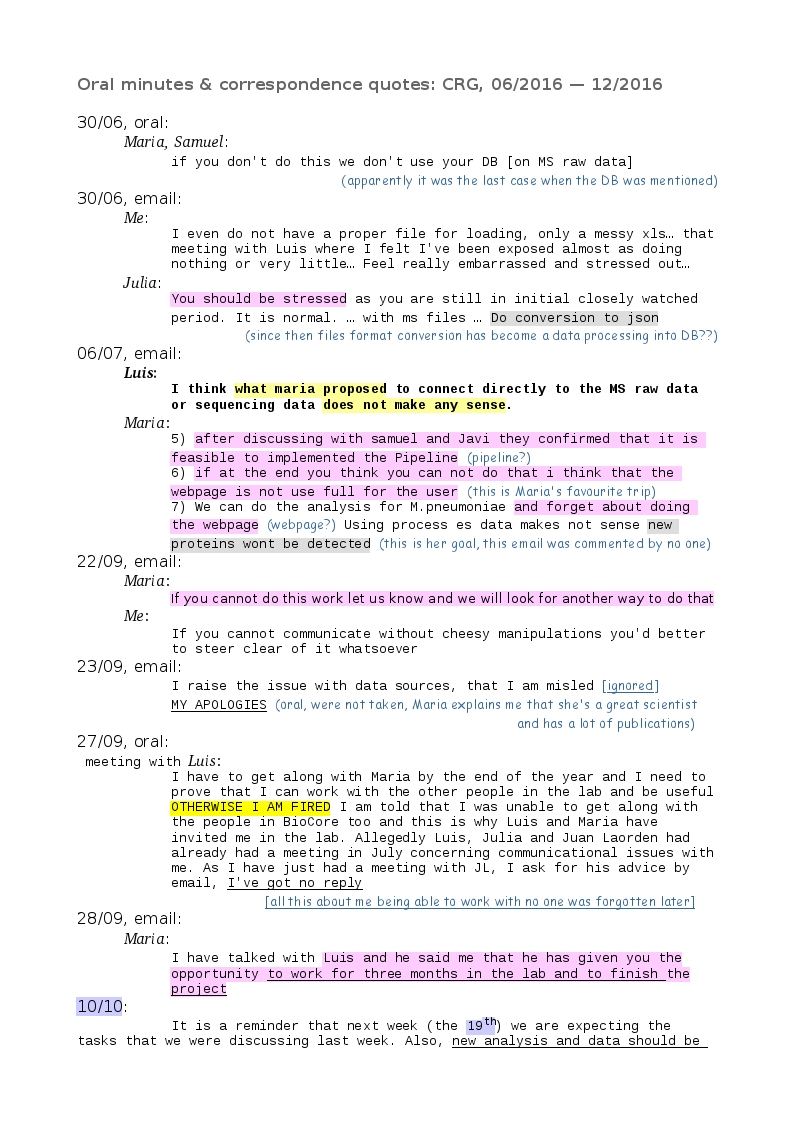 Oral minutes & correspondence quotes: CRG, 06/2016 — 12/2016
30/06, oral:
Maria, Samuel:
if you don't do this we don't use your DB [on MS raw data]
(apparently it was the last case when the DB was mentioned)
30/06, email:
Me:
I even do not have a proper file for loading, only a messy xls… that
meeting with Luis where I felt I've been exposed almost as doing
nothing or very little… Feel really embarrassed and stressed out…
Julia:
You should be stressed as you are still in initial closely watched
period. It is normal. … with ms files … Do conversion to json
(since then files format conversion has become a data processing into DB??)
06/07, email:
Luis:
I think what maria proposed to connect directly to the MS raw data
or sequencing data does not make any sense.
Maria:
5) after discussing with samuel and Javi they confirmed that it is
feasible to implemented the Pipeline (pipeline?)
6) if at the end you think you can not do that i think that the
webpage is not use full for the user (this is Maria's favourite trip)
7) We can do the analysis for M.pneumoniae and forget about doing
the webpage (webpage?) Using process es data makes not sense new
proteins wont be detected (this is her goal, this email was commented by no one)
22/09, email:
Maria:
If you cannot do this work let us know and we will look for another way to do that
Me:
If you cannot communicate without cheesy manipulations you'd better
to steer clear of it whatsoever
23/09, email:
I raise the issue with data sources, that I am misled [ignored]
MY APOLOGIES (oral, were not taken, Maria explains me that she's a great scientist
and has a lot of publications)
27/09, oral:
meeting with Luis:
I have to get along with Maria by the end of the year and I need to
prove that I can work with the other people in the lab and be useful
OTHERWISE I AM FIRED I am told that I was unable to get along with
the people in BioCore too and this is why Luis and Maria have
invited me in the lab. Allegedly Luis, Julia and Juan Laorden had
already had a meeting in July concerning communicational issues with
me. As I have just had a meeting with JL, I ask for his advice by
email, I've got no reply
[all this about me being able to work with no one was forgotten later]
28/09, email:
Maria:
I have talked with Luis and he said me that he has given you the
opportunity to work for three months in the lab and to finish the
project
10/10:
It is a reminder that next week (the 19th) we are expecting the
tasks that we were discussing last week. Also, new analysis and data should be